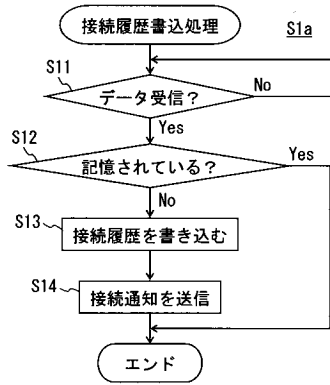 接続履歴書込処理
S1a
S11
データ受信？
No
Yes
S12
記憶されている？
Yes
No
S13
接続履歴を書き込む
S14
接続通知を送信
エンド